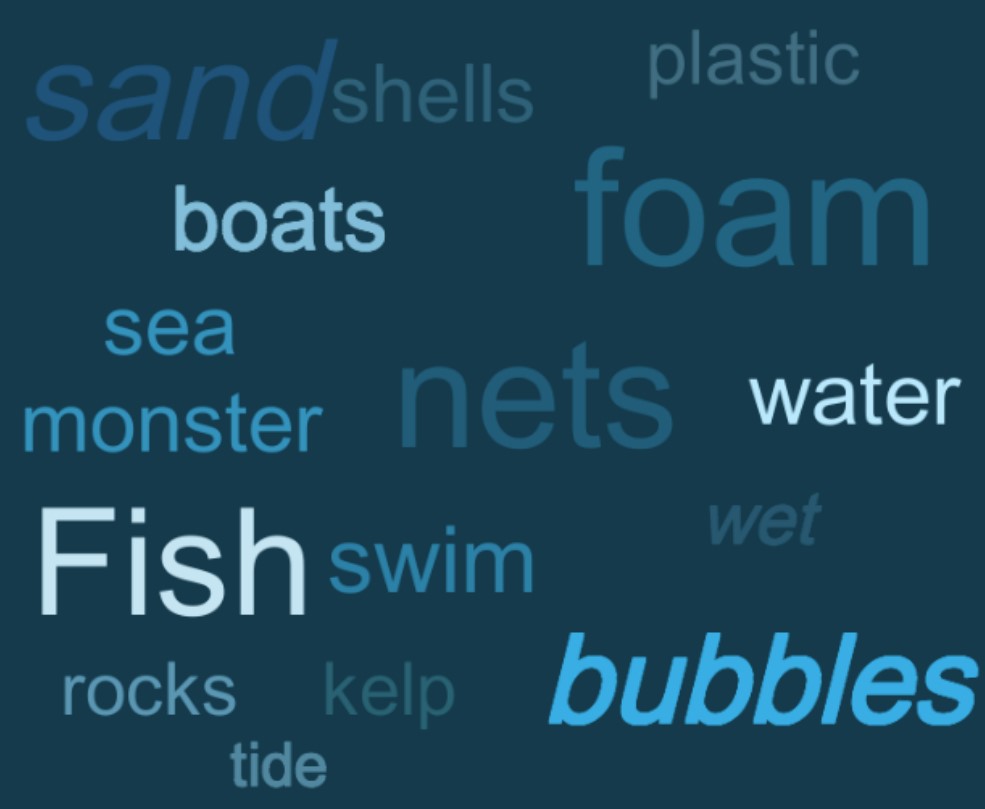 sand shells plastic
boats foam
sea
monster nets water
Fish swim wet
rocks kelp bubbles
tide